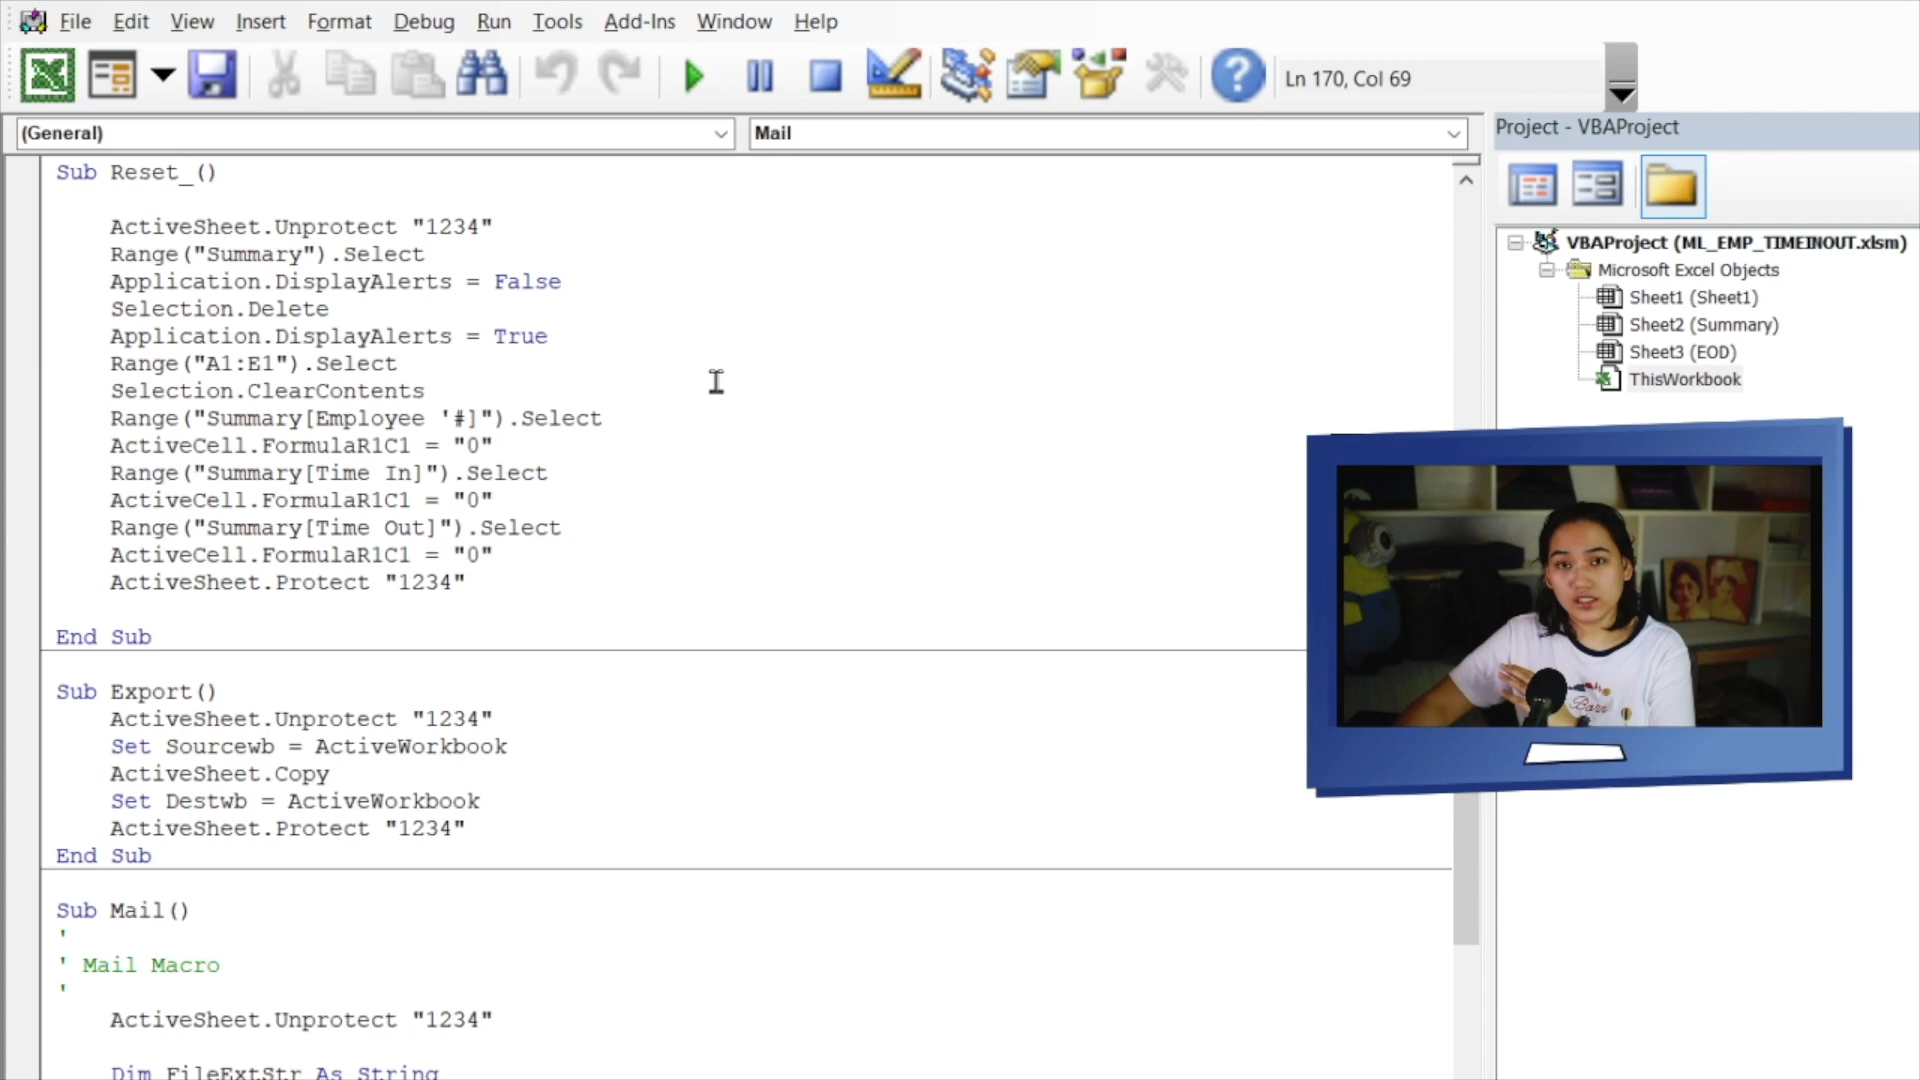 File Edit View Insert Format Debug Run Tools Add-Ins Window Help
Ln 170, Col 69
(General)
Mail
Project - VBAProject
VBAProject (ML_EMP_TIMEINOUT.xlsm)
Microsoft Excel Objects
Sheet1 (Sheet1)
Sheet2 (Summary)
Sheet3 (EOD)
ThisWorkbook
Sub Reset_()
ActiveSheet.Unprotect "1234"
Range("Summary").Select
Application.DisplayAlerts = False
Selection.Delete
Application.DisplayAlerts = True
Range("A1:E1").Select
Selection.ClearContents
Range("Summary[Employee '#]").Select
ActiveCell.FormulaR1C1 = "0"
Range("Summary[Time In]").Select
ActiveCell.FormulaR1C1 = "0"
Range("Summary[Time Out]").Select
ActiveCell.FormulaR1C1 = "0"
ActiveSheet.Protect "1234"
End Sub
Sub Export()
ActiveSheet.Unprotect "1234"
Set Sourcewb = ActiveWorkbook
ActiveSheet.Copy
Set Destwb = ActiveWorkbook
ActiveSheet.Protect "1234"
End Sub
Sub Mail()
'
' Mail Macro
'
ActiveSheet.Unprotect "1234"
Dim FileExtStr As String